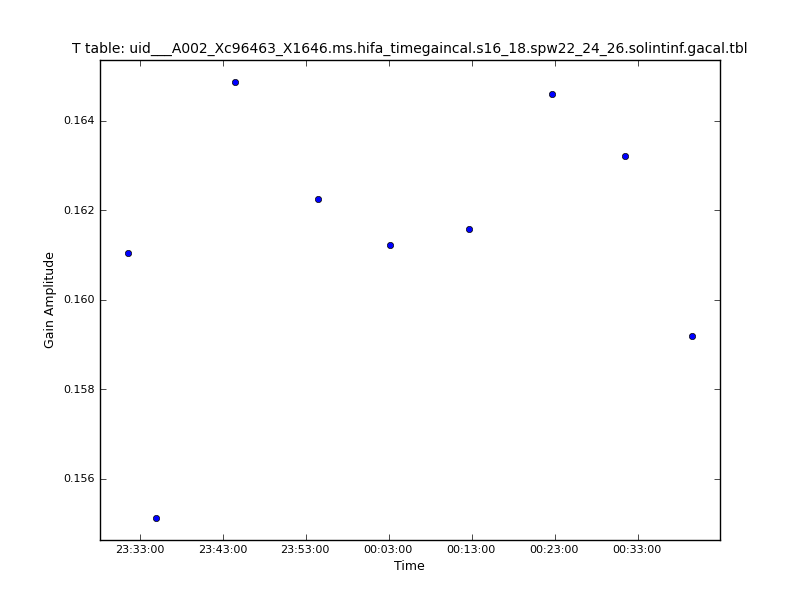 T table: uid___A002_Xc96463_X1646.ms.hifa_timegaincal.s16_18.spw22_24_26.solintinf.gacal.tbl
0.164
0.162
0.160
0.158
0.156
Gain Amplitude
23:33:00 23:43:00 23:53:00 00:03:00 00:13:00 00:23:00 00:33:00
Time